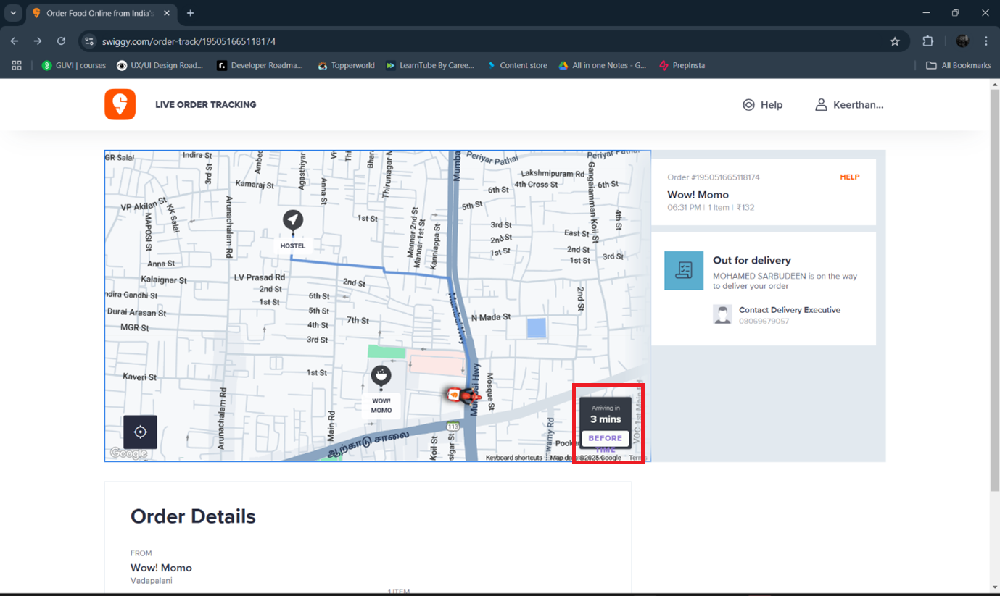 Order Food Online from India's
swiggy.com/order-track/195051665118174
GUVI | courses
UX/UI Design Road...
Developer Roadma...
Topperworld
LearnTube By Caree...
Content store
All in one Notes - G...
PrepInsta
All Bookmarks
LIVE ORDER TRACKING
Help
Keerthan...
GR Salai
Indira St
3rd St
Agasthiyar
Anna St
Thirunagar
Periyar Pathai
Lakshmipuram Rd
4th Cross St
6th St
6th St
5th St
Gangaiamman Koil St
4th St
Kamaraj St
VP Akilan St
KK Salai
MAPOSI St
Arunachalam Rd
1st St
Mannar 2nd St
Mannar 1st St
Kanniappa St
3rd St
2nd St
1st St
East St
2nd St
1st St
3rd St
HOSTEL
Anna St
Kalaignar St
LV Prasad Rd
2nd St
1st St
2nd St
6th St
5th St
4th St
3rd St
7th St
ndira Gandhi St
Durai Arasan St
MGR St
N Mada St
2nd St
Kaveri St
1st St
WOW!
MOMO
Mosque St
Arunachalam Rd
Main Rd
ஆற்காடு சாலை
113
Koil St
Arriving in
3 mins
BEFORE
TIME
VOC 1st Main Rd
Google
Keyboard shortcuts
Map data ©2025 Google
Terms
Order #195051665118174
HELP
Wow! Momo
06:31 PM | 1 Item | ₹132
Out for delivery
MOHAMED SARBUDEEN is on the way
to deliver your order
Contact Delivery Executive
08069679057
Order Details
FROM
Wow! Momo
Vadapalani
1 ITEM